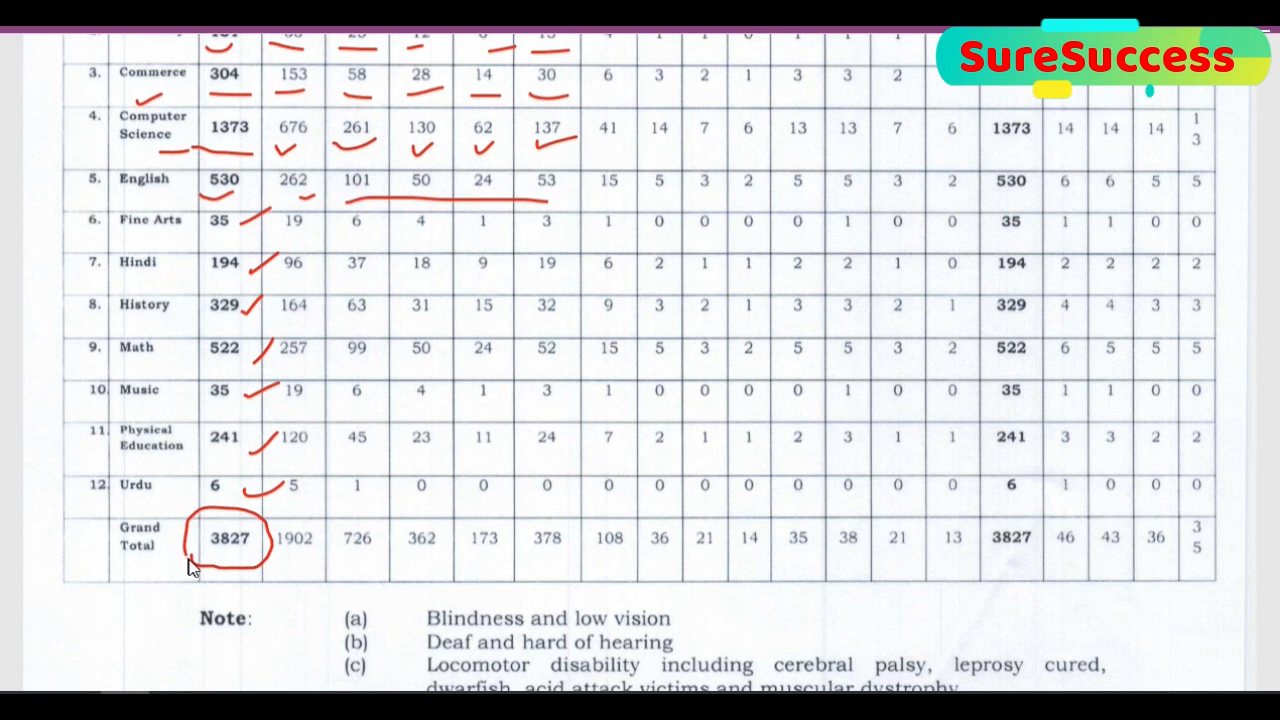 SureSuccess
3. Commerce 304 153 58 28 14 30 6 3 2 1 3 3 2
4. Computer Science 1373 676 261 130 62 137 41 14 7 6 13 13 7 6 1373 14 14 14 13
5. English 530 262 101 50 24 53 15 5 3 2 5 5 3 2 530 6 6 5 5
6. Fine Arts 35 19 6 4 1 3 1 0 0 0 0 1 0 0 35 1 1 0 0
7. Hindi 194 96 37 18 9 19 6 2 1 1 2 2 1 0 194 2 2 2 2
8. History 329 164 63 31 15 32 9 3 2 1 3 3 2 1 329 4 4 3 3
9. Math 522 257 99 50 24 52 15 5 3 2 5 5 3 2 522 6 5 5 5
10. Music 35 19 6 4 1 3 1 0 0 0 0 1 0 0 35 1 1 0 0
11. Physical Education 241 120 45 23 11 24 7 2 1 1 2 3 1 1 241 3 3 2 2
12. Urdu 6 5 1 0 0 0 0 0 0 0 0 0 0 0 6 1 0 0 0
Grand Total 3827 1902 726 362 173 378 108 36 21 14 35 38 21 13 3827 46 43 36 35
Note: (a) Blindness and low vision
(b) Deaf and hard of hearing
(c) Locomotor disability including cerebral palsy, leprosy cured,
dwarfish, acid attack victims and muscular dystrophy